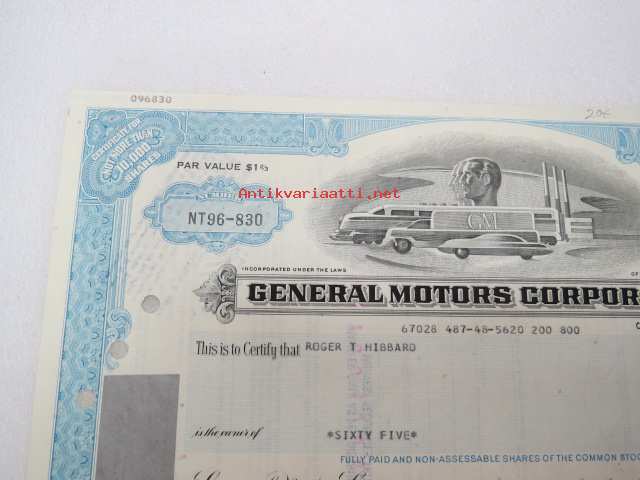 096830
20€
CERTIFICATE FOR
NOT MORE THAN
10,000
SHARES
PAR VALUE $1⅔
Antikvariaatti.net
NT96-830
GM
INCORPORATED UNDER THE LAWS
OF
GENERAL MOTORS CORPOR
67028 487-48-5620 200 800
This is to Certify that ROGER T HIBBARD
is the owner of *SIXTY FIVE*
FULLY PAID AND NON-ASSESSABLE SHARES OF THE COMMON STOC